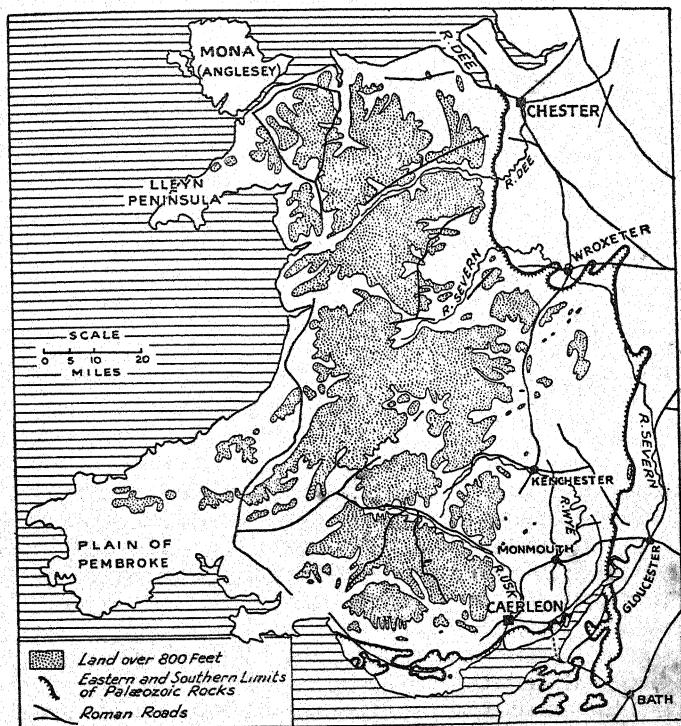 MONA
(ANGLESEY)
R. DEE
CHESTER
LLEYN
PENINSULA
R. DEE
WROXETER
R. SEVERN
SCALE
0 5 10 20
MILES
R. SEVERN
KENCHESTER
R. WYE
PLAIN OF
PEMBROKE
MONMOUTH
R. USK
GLOUCESTER
CAERLEON
BATH
Land over 800 Feet
Eastern and Southern Limits
of Palæozoic Rocks
Roman Roads